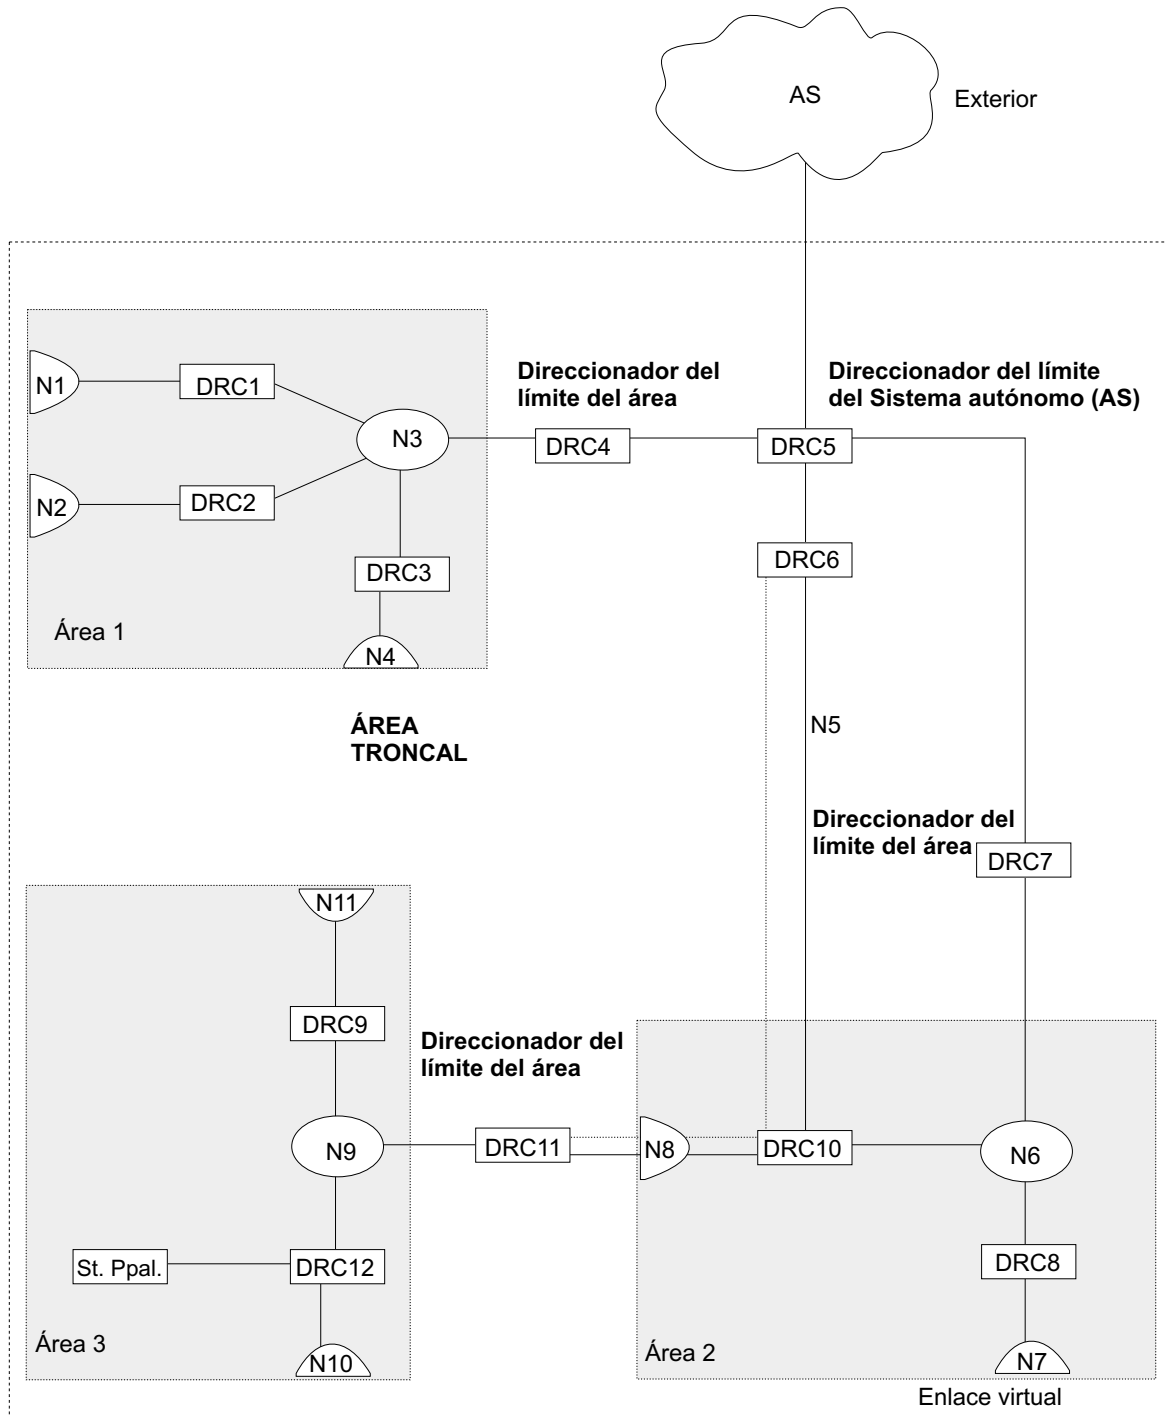 AS
Exterior
Direccionador del
límite del área
Direccionador del límite
del Sistema autónomo (AS)
N1
DRC1
N3
DRC4
DRC5
N2
DRC2
DRC6
DRC3
Área 1
N4
ÁREA
TRONCAL
N5
Direccionador del
límite del área
DRC7
N11
DRC9
Direccionador del
límite del área
N9
DRC11
N8
DRC10
N6
St. Ppal.
DRC12
DRC8
Área 3
N10
Área 2
N7
Enlace virtual